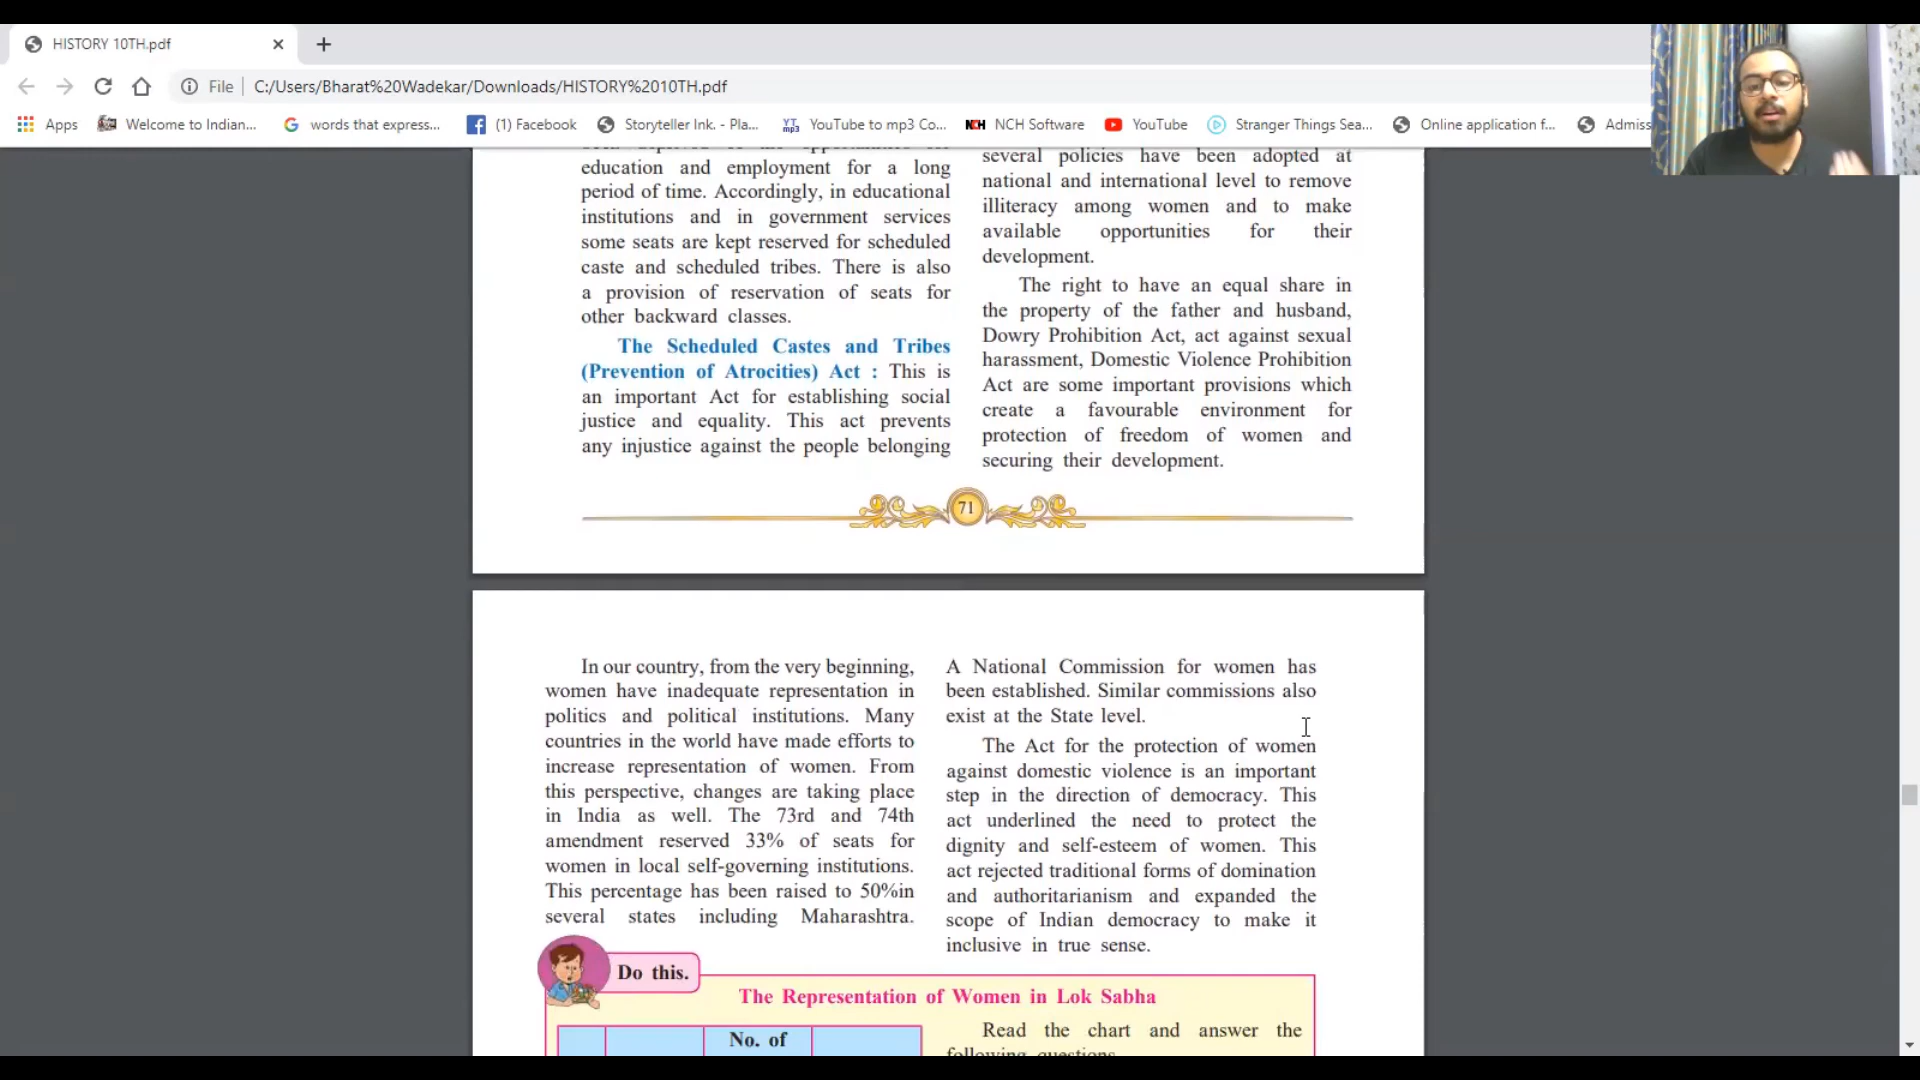 HISTORY 10TH.pdf
File
C:/Users/Bharat%20Wadekar/Downloads/HISTORY%2010TH.pdf
Apps
Welcome to Indian...
words that express...
(1) Facebook
Storyteller Ink. - Pla...
YT mp3
YouTube to mp3 Co...
NCH
NCH Software
YouTube
Stranger Things Sea...
Online application f...
Admiss
education and employment for a long
period of time. Accordingly, in educational
institutions and in government services
some seats are kept reserved for scheduled
caste and scheduled tribes. There is also
a provision of reservation of seats for
other backward classes.
The Scheduled Castes and Tribes
(Prevention of Atrocities) Act : This is
an important Act for establishing social
justice and equality. This act prevents
any injustice against the people belonging
several policies have been adopted at
national and international level to remove
illiteracy among women and to make
available opportunities for their
development.
The right to have an equal share in
the property of the father and husband,
Dowry Prohibition Act, act against sexual
harassment, Domestic Violence Prohibition
Act are some important provisions which
create a favourable environment for
protection of freedom of women and
securing their development.
71
In our country, from the very beginning,
women have inadequate representation in
politics and political institutions. Many
countries in the world have made efforts to
increase representation of women. From
this perspective, changes are taking place
in India as well. The 73rd and 74th
amendment reserved 33% of seats for
women in local self-governing institutions.
This percentage has been raised to 50%in
several states including Maharashtra.
A National Commission for women has
been established. Similar commissions also
exist at the State level.
The Act for the protection of women
against domestic violence is an important
step in the direction of democracy. This
act underlined the need to protect the
dignity and self-esteem of women. This
act rejected traditional forms of domination
and authoritarianism and expanded the
scope of Indian democracy to make it
inclusive in true sense.
Do this.
The Representation of Women in Lok Sabha
No. of
Read the chart and answer the
following questions